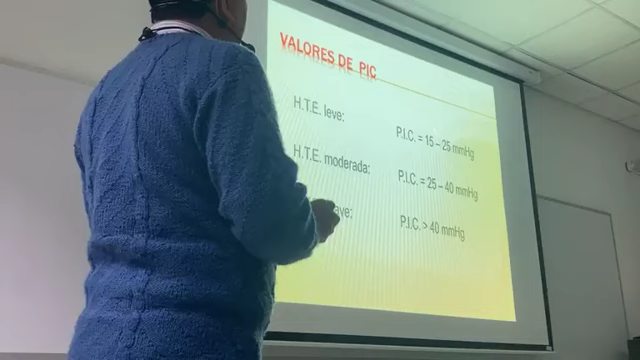 VALORES DE PIC
H.T.E. leve:
P.I.C. = 15 – 25 mmHg
H.T.E. moderada:
P.I.C. = 25 – 40 mmHg
P.I.C. > 40 mmHg